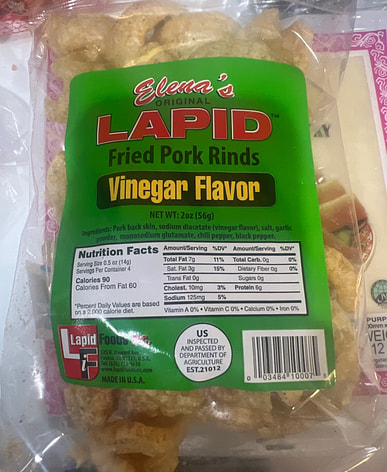 Elena's
ORIGINAL
LAPID™
Fried Pork Rinds
Vinegar Flavor
NET WT: 2oz (56g)
Ingredients: Pork back skin, sodium diacetate (vinegar flavor), salt, garlic
powder, monosodium glutamate, chili pepper, black pepper.
Nutrition Facts
Serving Size 0.5 oz (14g)
Servings Per Container 4
Calories 90
Calories From Fat 60
*Percent Daily Values are based
on a 2,000 calorie diet.
Amount/Serving %DV* Amount/Serving %DV*
Total Fat 7g 11% Total Carb. 0g 0%
Sat. Fat 3g 15% Dietary Fiber 0g 0%
Trans Fat 0g Sugars 0g
Cholest. 10mg 3% Protein 6g
Sodium 125mg 5%
Vitamin A 0% • Vitamin C 0% • Calcium 0% • Iron 0%
Lapid Foods, Inc.
LF
MADE IN U.S.A.
US
INSPECTED
AND PASSED BY
DEPARTMENT OF
AGRICULTURE
EST.21012
0 03484 10007